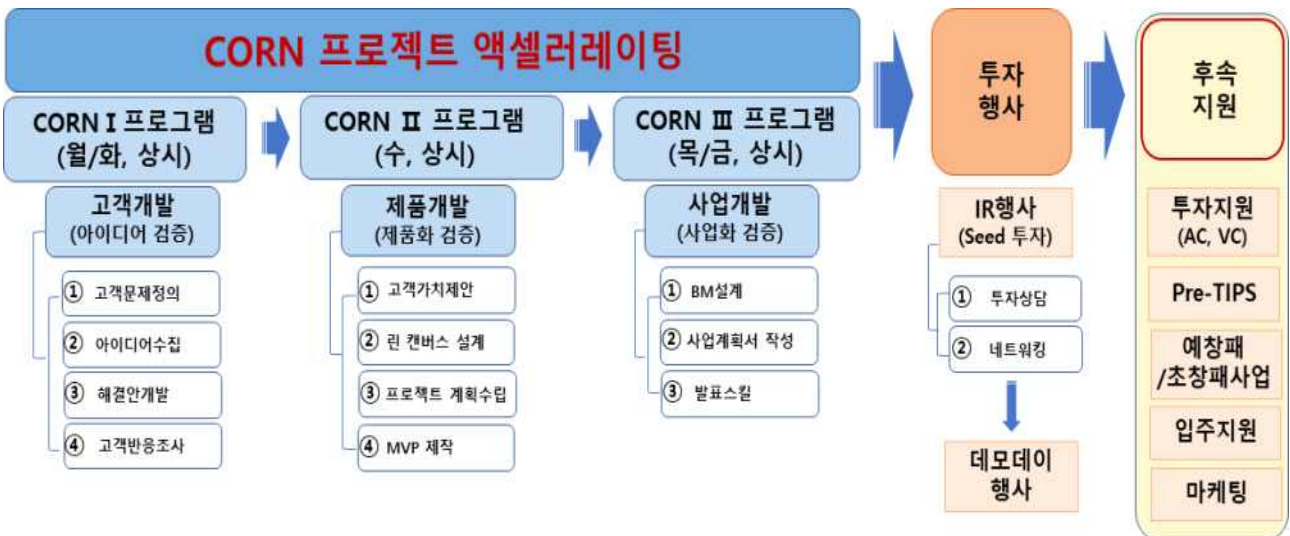 CORN 프로젝트 액셀러레이팅
CORN I 프로그램
(월/화, 상시)
고객개발
(아이디어 검증)
① 고객문제정의
② 아이디어수집
③ 해결안개발
④ 고객반응조사
CORN Ⅱ 프로그램
(수, 상시)
제품개발
(제품화 검증)
① 고객가치제안
② 린 캔버스 설계
③ 프로젝트 계획수립
④ MVP 제작
CORN Ⅲ 프로그램
(목/금, 상시)
사업개발
(사업화 검증)
① BM설계
② 사업계획서 작성
③ 발표스킬
투자
행사
IR행사
(Seed 투자)
① 투자상담
② 네트워킹
데모데이
행사
후속
지원
투자지원
(AC, VC)
Pre-TIPS
예창패
/초창패사업
입주지원
마케팅